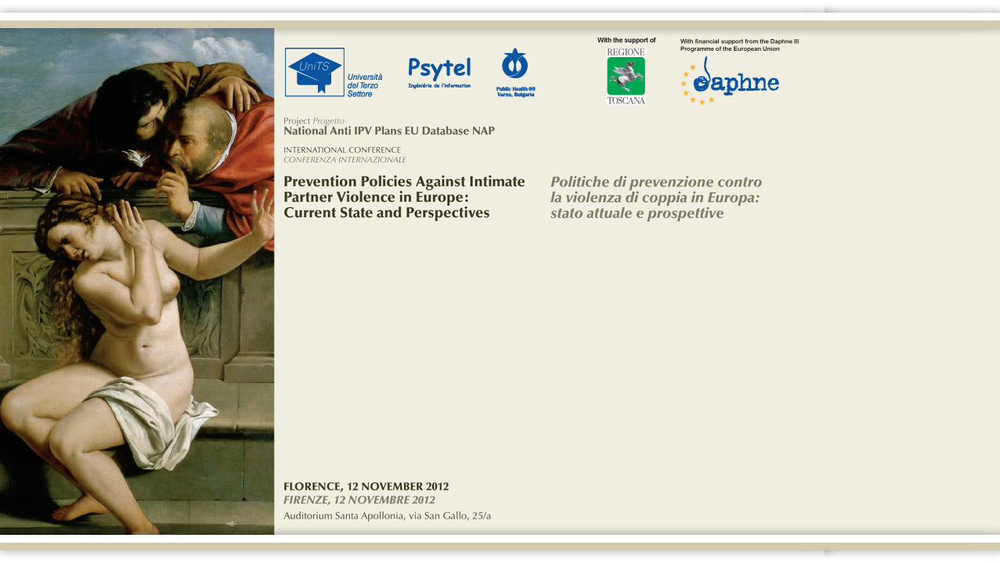 With the support of
With financial support from the Daphne III
Programme of the European Union
UniTS
Università
del Terzo
Settore
Psytel
Ingéniérie de l'information
Public Health-99
Varna, Bulgaria
REGIONE
TOSCANA
daphne
Project Progetto
National Anti IPV Plans EU Database NAP
INTERNATIONAL CONFERENCE
CONFERENZA INTERNAZIONALE
Prevention Policies Against Intimate
Partner Violence in Europe:
Current State and Perspectives
Politiche di prevenzione contro
la violenza di coppia in Europa:
stato attuale e prospettive
FLORENCE, 12 NOVEMBER 2012
FIRENZE, 12 NOVEMBRE 2012
Auditorium Santa Apollonia, via San Gallo, 25/a